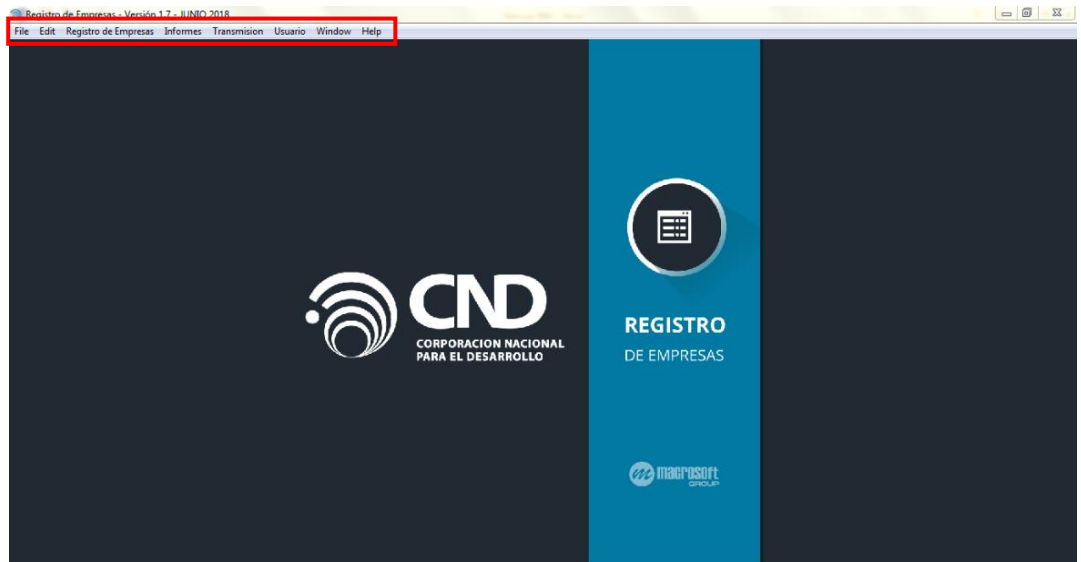 Registro de Empresas - Versión 1.7 - JUNIO 2018
File Edit Registro de Empresas Informes Transmision Usuario Window Help
CND
CORPORACION NACIONAL
PARA EL DESARROLLO
REGISTRO
DE EMPRESAS
macrosoft
GROUP